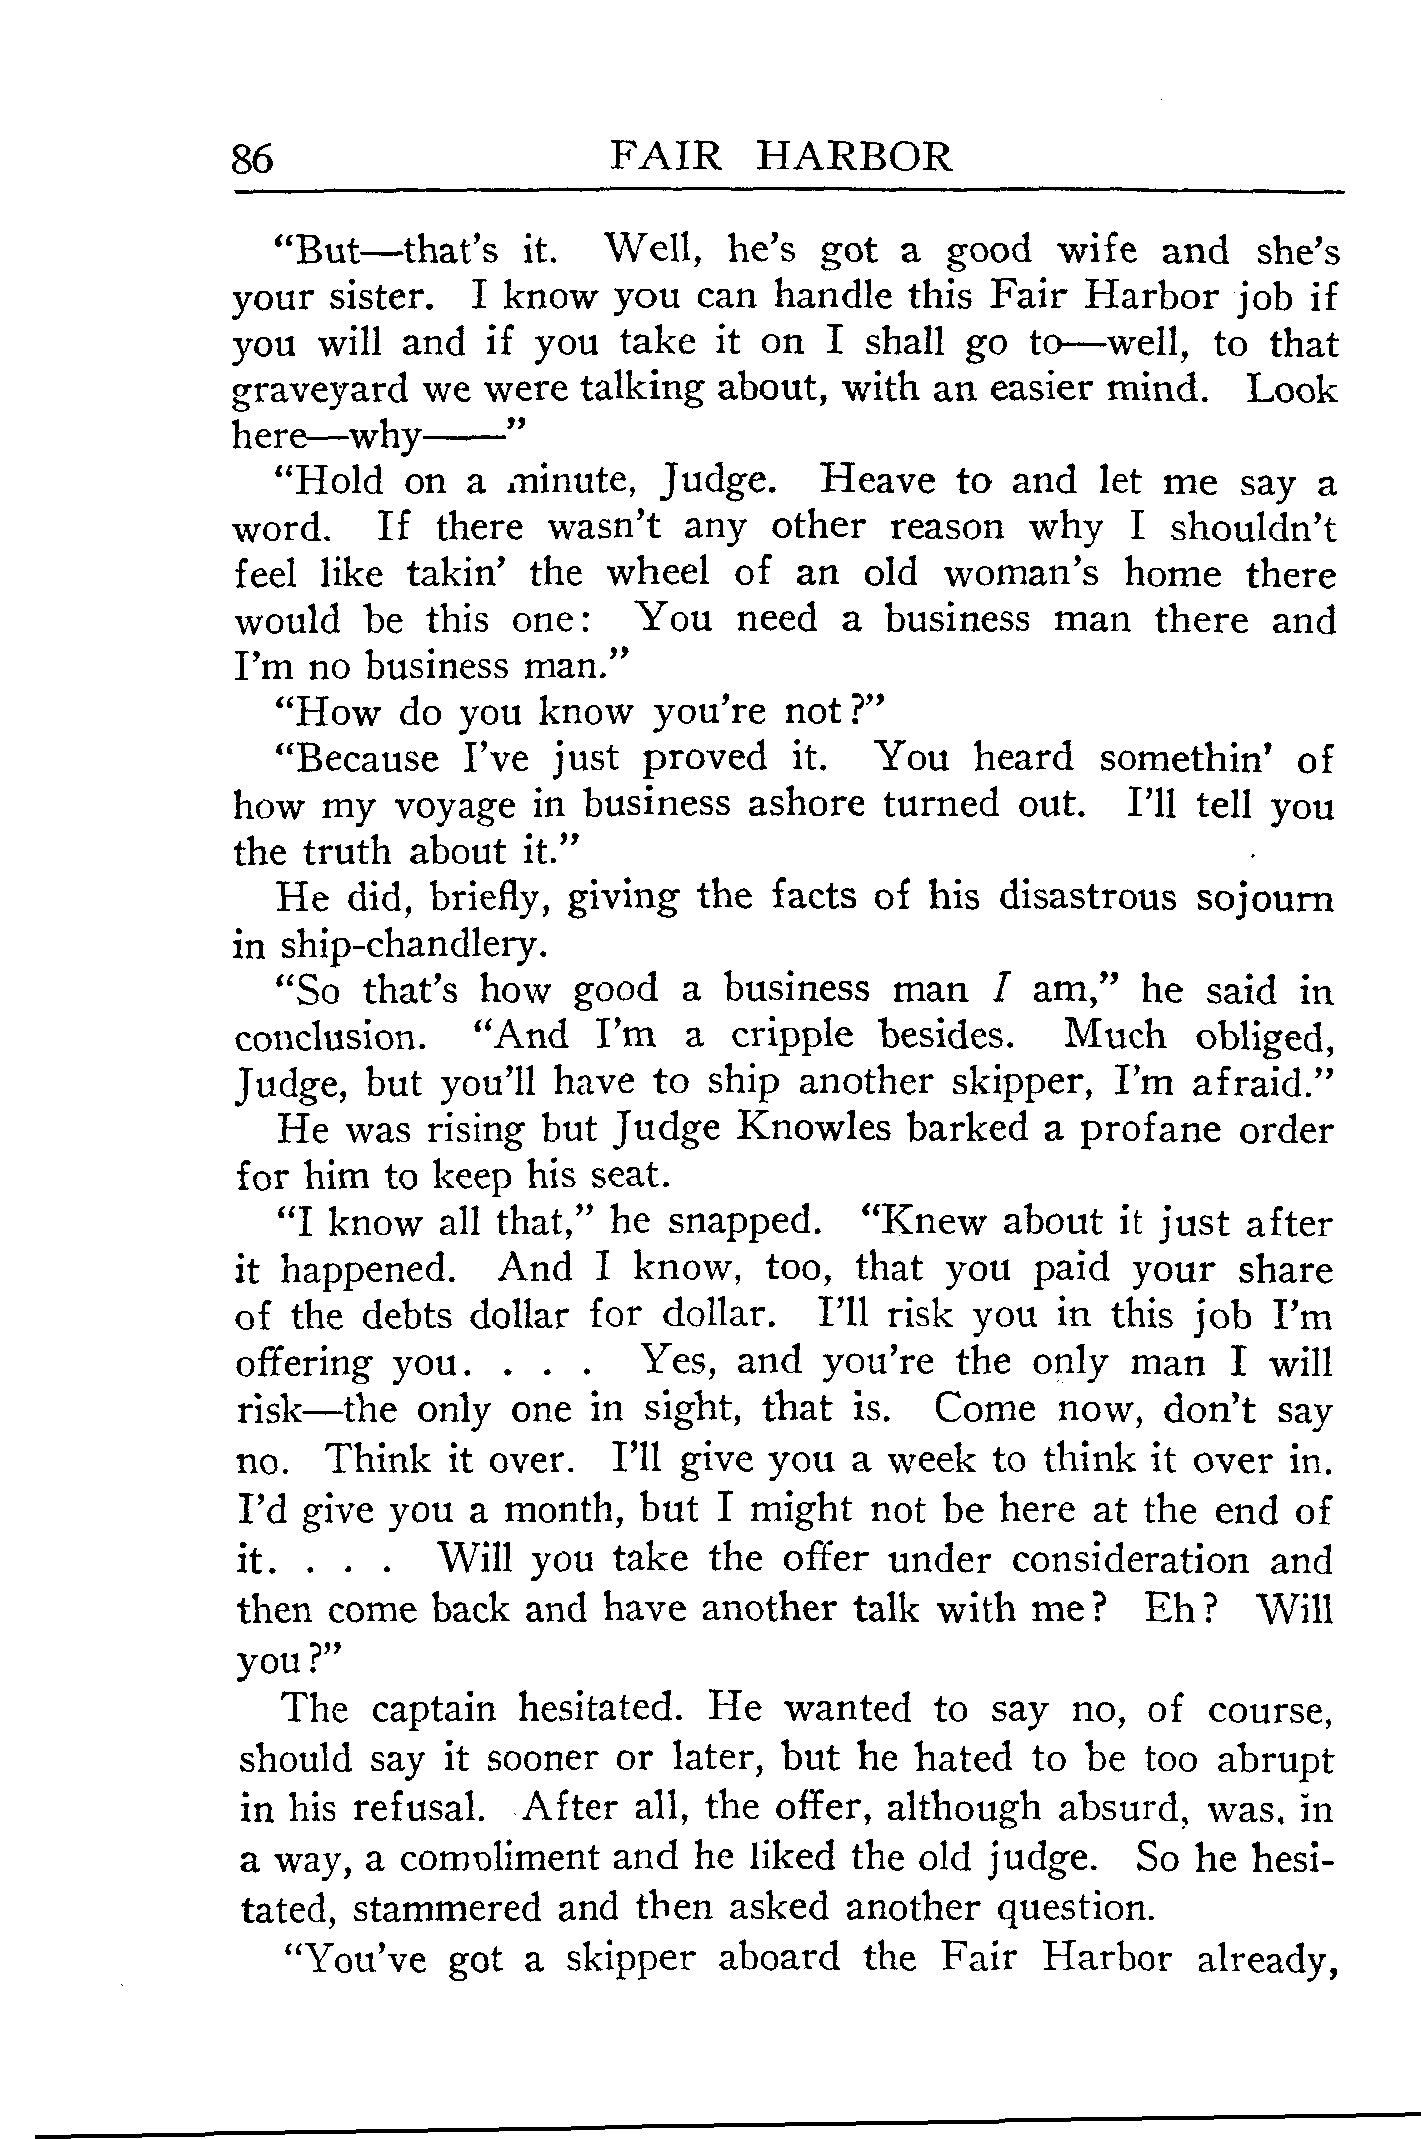 86 FAIR HARBOR
“But—that’s it. Well, he’s got a good wife and she’s
your sister. I know you can handle this Fair Harbor job if
you will and if you take it on I shall go to—well, to that
graveyard we were talking about, with an easier mind. Look
here—why——”
“Hold on a minute, Judge. Heave to and let me say a
word. If there wasn’t any other reason why I shouldn’t
feel like takin’ the wheel of an old woman’s home there
would be this one: You need a business man there and
I’m no business man.”
“How do you know you’re not?”
“Because I’ve just proved it. You heard somethin’ of
how my voyage in business ashore turned out. I’ll tell you
the truth about it.”
He did, briefly, giving the facts of his disastrous sojourn
in ship-chandlery.
“So that’s how good a business man I am,” he said in
conclusion. “And I’m a cripple besides. Much obliged,
Judge, but you’ll have to ship another skipper, I’m afraid.”
He was rising but Judge Knowles barked a profane order
for him to keep his seat.
“I know all that,” he snapped. “Knew about it just after
it happened. And I know, too, that you paid your share
of the debts dollar for dollar. I’ll risk you in this job I’m
offering you. . . . Yes, and you’re the only man I will
risk—the only one in sight, that is. Come now, don’t say
no. Think it over. I’ll give you a week to think it over in.
I’d give you a month, but I might not be here at the end of
it. . . . Will you take the offer under consideration and
then come back and have another talk with me? Eh? Will
you?”
The captain hesitated. He wanted to say no, of course,
should say it sooner or later, but he hated to be too abrupt
in his refusal. After all, the offer, although absurd, was, in
a way, a compliment and he liked the old judge. So he hesi-
tated, stammered and then asked another question.
“You’ve got a skipper aboard the Fair Harbor already,